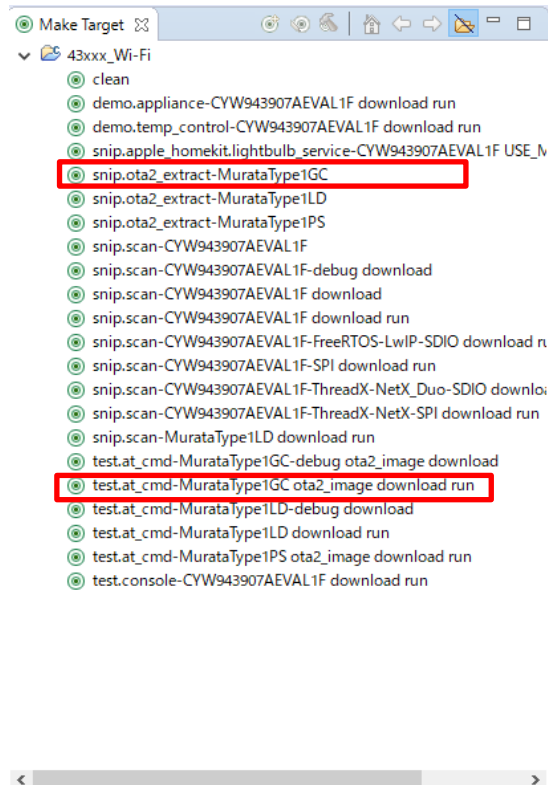 Make Target
43xxx_Wi-Fi
clean
demo.appliance-CYW943907AEVAL1F download run
demo.temp_control-CYW943907AEVAL1F download run
snip.apple_homekit.lightbulb_service-CYW943907AEVAL1F USE_M
snip.ota2_extract-MurataType1GC
snip.ota2_extract-MurataType1LD
snip.ota2_extract-MurataType1PS
snip.scan-CYW943907AEVAL1F
snip.scan-CYW943907AEVAL1F-debug download
snip.scan-CYW943907AEVAL1F download
snip.scan-CYW943907AEVAL1F download run
snip.scan-CYW943907AEVAL1F-FreeRTOS-LwIP-SDIO download ru
snip.scan-CYW943907AEVAL1F-SPI download run
snip.scan-CYW943907AEVAL1F-ThreadX-NetX_Duo-SDIO downloa
snip.scan-CYW943907AEVAL1F-ThreadX-NetX-SPI download run
snip.scan-MurataType1LD download run
test.at_cmd-MurataType1GC-debug ota2_image download
test.at_cmd-MurataType1GC ota2_image download run
test.at_cmd-MurataType1LD-debug download
test.at_cmd-MurataType1LD download run
test.at_cmd-MurataType1PS ota2_image download run
test.console-CYW943907AEVAL1F download run